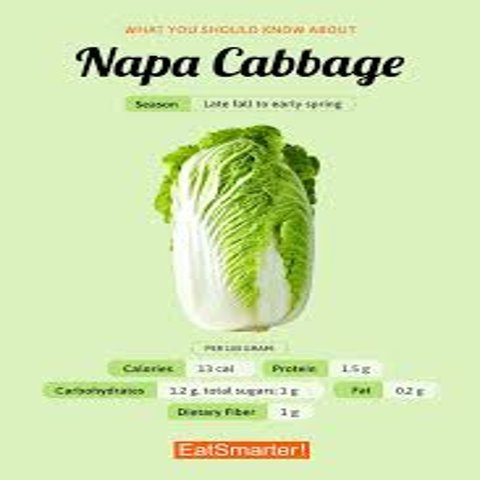 WHAT YOU SHOULD KNOW ABOUT
Napa Cabbage
Season Late fall to early spring
PER 100 GRAM
Calories 13 cal Protein 1.5 g
Carbohydrates 1.2 g, total sugars: 1 g Fat 0.2 g
Dietary Fiber 1 g
EatSmarter!